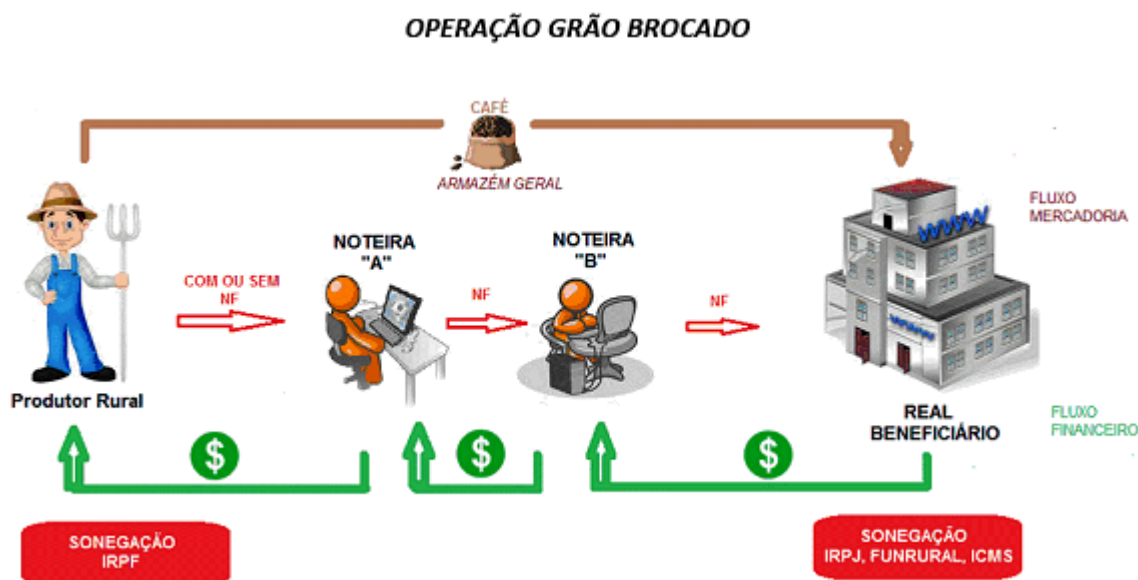 OPERAÇÃO GRÃO BROCADO
CAFÉ
ARMAZÉM GERAL
FLUXO
MERCADORIA
WWW
NOTEIRA
"A"
NOTEIRA
"B"
COM OU SEM
NF
NF
NF
Produtor Rural
REAL
BENEFICIÁRIO
FLUXO
FINANCEIRO
$
$
$
SONEGAÇÃO
IRPF
SONEGAÇÃO
IRPJ, FUNRURAL, ICMS